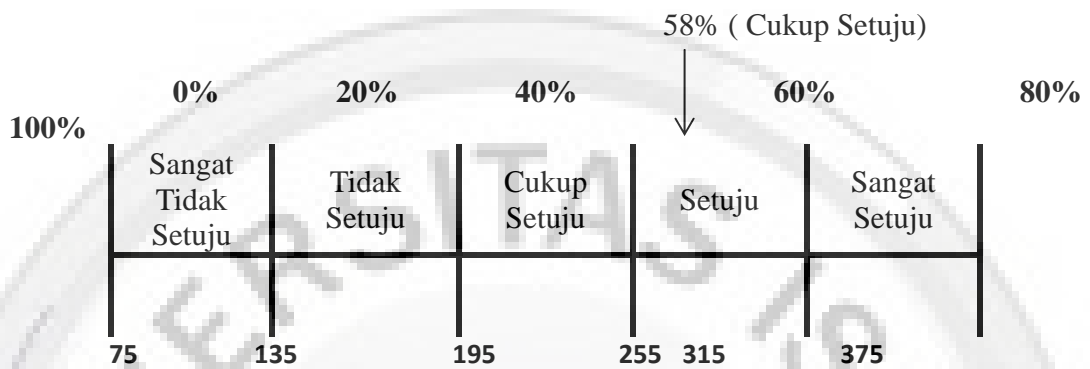 58% ( Cukup Setuju)
0% 20% 40% 60% 80%
100%
Sangat
Tidak
Setuju
Tidak
Setuju
Cukup
Setuju
Setuju
Sangat
Setuju
75 135 195 255 315 375
ERSITAS